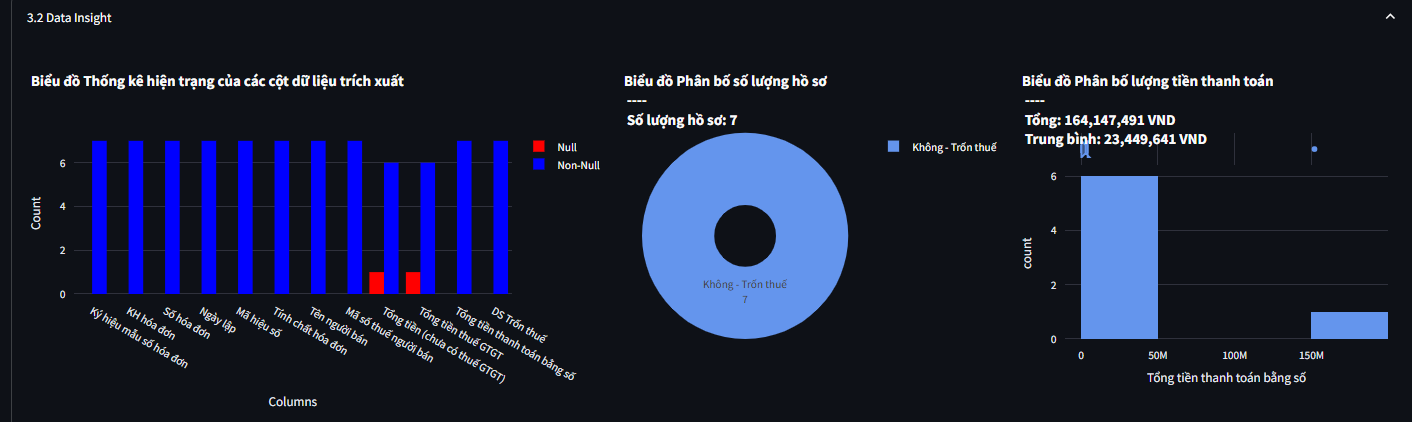 3.2 Data Insight
Biểu đồ Thống kê hiện trạng của các cột dữ liệu trích xuất
Null
Non-Null
Count
6
4
2
0
Ký hiệu mẫu số hóa đơn
KH hóa đơn
Số hóa đơn
Ngày lập
Mã hiệu số
Tính chất hóa đơn
Tên người bán
Mã số thuế người bán
Tổng tiền (chưa có thuế GTGT)
Tổng tiền thuế GTGT
Tổng tiền thanh toán bằng số
DS Trốn thuế
Columns
Biểu đồ Phân bố số lượng hồ sơ
----
Số lượng hồ sơ: 7
Không - Trốn thuế
Không - Trốn thuế
7
Biểu đồ Phân bố lượng tiền thanh toán
----
Tổng: 164,147,491 VND
Trung bình: 23,449,641 VND
count
6
4
2
0
0
50M
100M
150M
Tổng tiền thanh toán bằng số